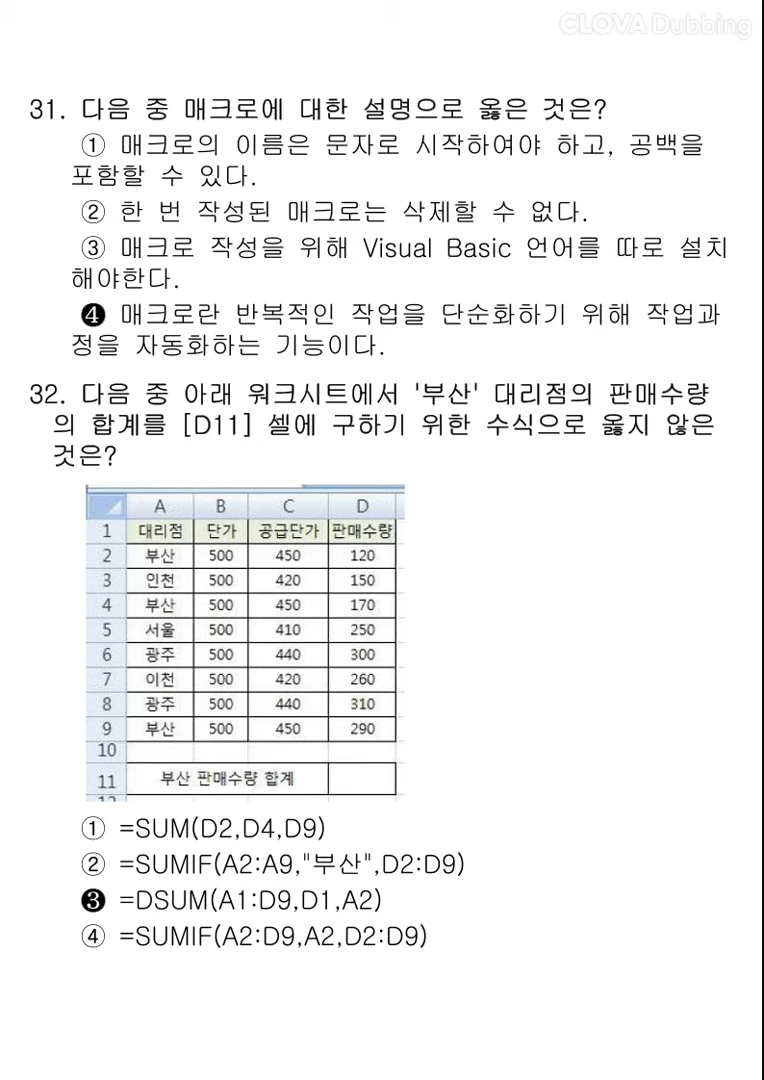 CLOVA Dubbing
31. 다음 중 매크로에 대한 설명으로 옳은 것은?
① 매크로의 이름은 문자로 시작하여야 하고, 공백을
포함할 수 있다.
② 한 번 작성된 매크로는 삭제할 수 없다.
③ 매크로 작성을 위해 Visual Basic 언어를 따로 설치
해야한다.
❹ 매크로란 반복적인 작업을 단순화하기 위해 작업과
정을 자동화하는 기능이다.
32. 다음 중 아래 워크시트에서 '부산' 대리점의 판매수량
의 합계를 [D11] 셀에 구하기 위한 수식으로 옳지 않은
것은?
A B C D
1 대리점 단가 공급단가 판매수량
2 부산 500 450 120
3 인천 500 420 150
4 부산 500 450 170
5 서울 500 410 250
6 광주 500 440 300
7 이천 500 420 260
8 광주 500 440 310
9 부산 500 450 290
10
11 부산 판매수량 합계
① =SUM(D2,D4,D9)
② =SUMIF(A2:A9,"부산",D2:D9)
❸ =DSUM(A1:D9,D1,A2)
④ =SUMIF(A2:D9,A2,D2:D9)